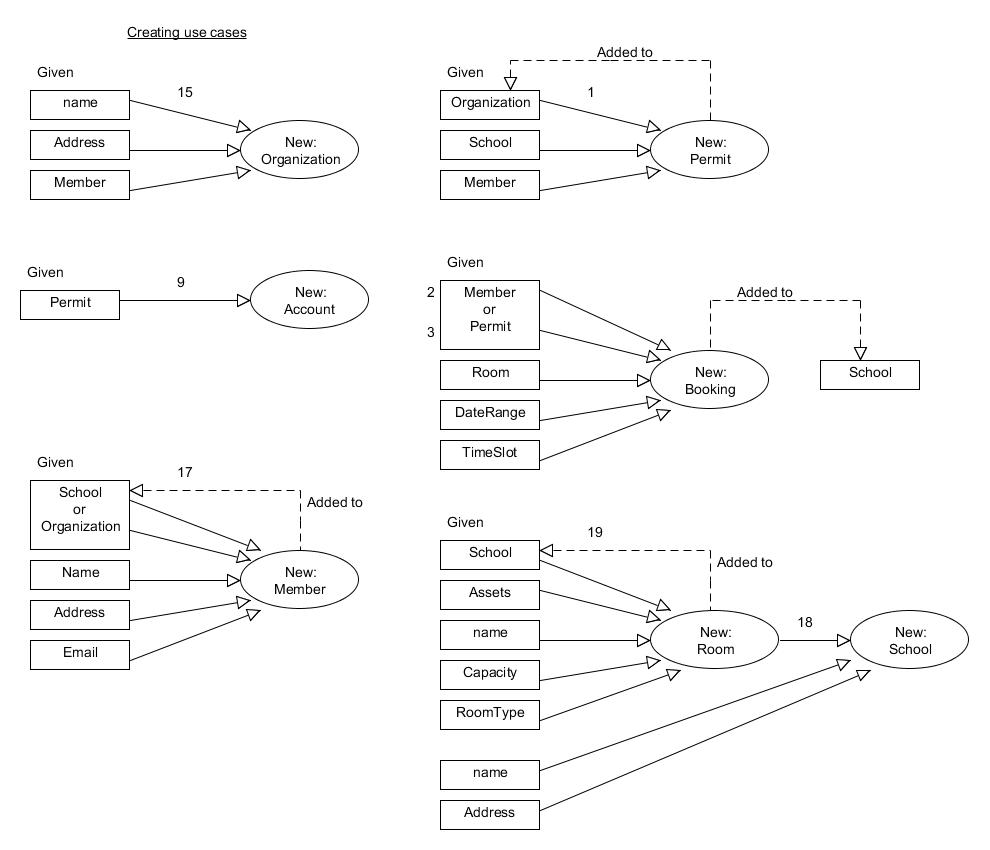 Creating use cases
Given
15
name
Address
Member
New:
Organization
Added to
Given
1
Organization
School
Member
New:
Permit
Given
9
Permit
New:
Account
Given
2
3
Member
or
Permit
Room
DateRange
TimeSlot
New:
Booking
Added to
School
Given
17
School
or
Organization
Added to
Name
Address
Email
New:
Member
Given
19
School
Added to
Assets
name
Capacity
RoomType
New:
Room
18
New:
School
name
Address